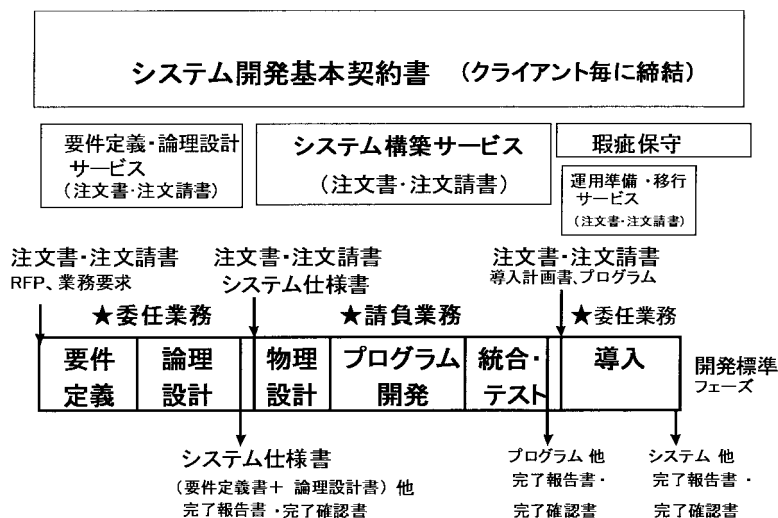 システム開発基本契約書 (クライアント毎に締結)
要件定義・論理設計
サービス
(注文書・注文請書)
システム構築サービス
(注文書・注文請書)
瑕疵保守
運用準備・移行
サービス
(注文書・注文請書)
注文書・注文請書
RFP、業務要求
注文書・注文請書
システム仕様書
注文書・注文請書
導入計画書、プログラム
★委任業務
★請負業務
★委任業務
要件
定義
論理
設計
物理
設計
プログラム
開発
統合・
テスト
導入
開発標準
フェーズ
システム仕様書
(要件定義書+ 論理設計書) 他
完了報告書・完了確認書
プログラム 他
完了報告書・
完了確認書
システム 他
完了報告書・
完了確認書